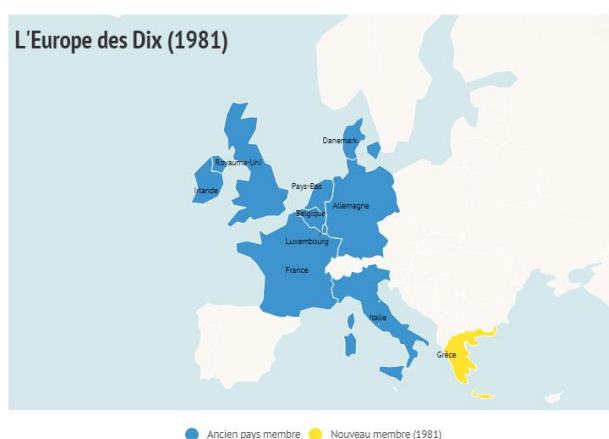 L'Europe des Dix (1981)
Danemark
Royaume-Uni
Irlande
Pays-Bas
Allemagne
Belgique
Luxembourg
France
Italie
Grèce
Ancien pays membre
Nouveau membre (1981)